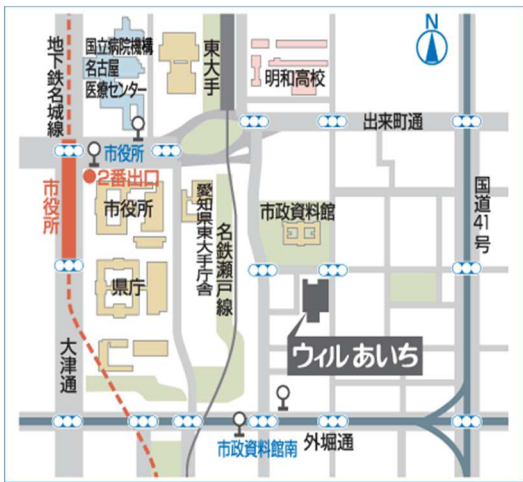 N
地下鉄名城線
国立病院機構
名古屋
医療センター
東大手
明和高校
出来町通
市役所
2番出口
市役所
市役所
愛知県東大手庁舎
名鉄瀬戸線
市政資料館
国道41号
県庁
ウィルあいち
大津通
市政資料館南
外堀通